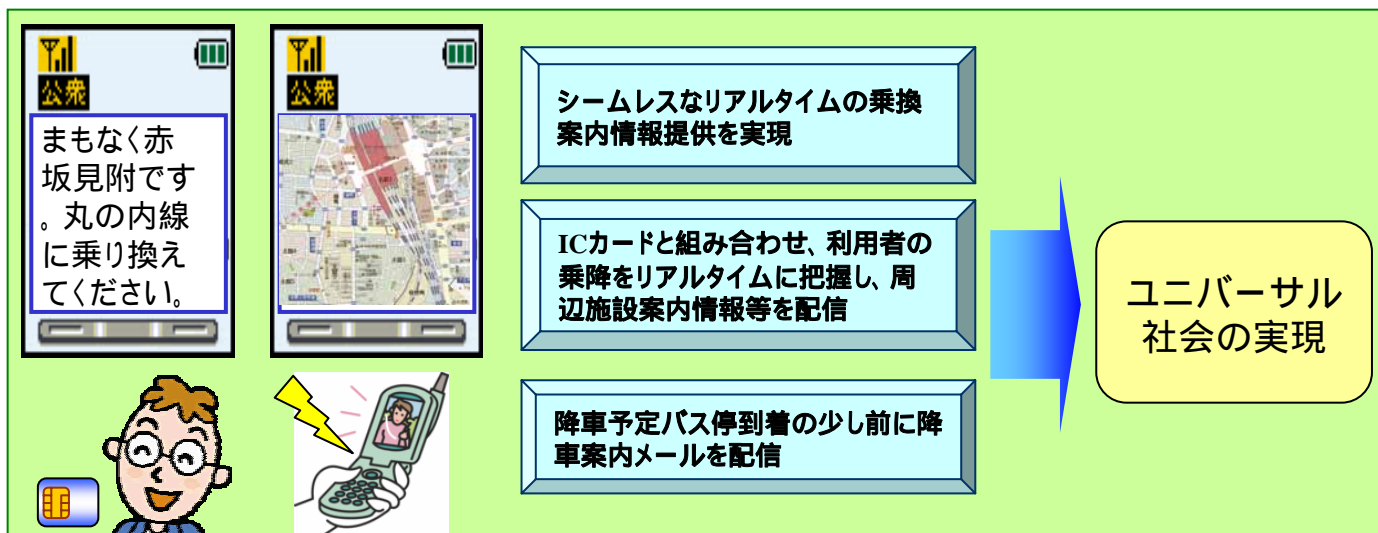 公衆
まもなく赤
坂見附です
。丸の内線
に乗り換え
てください。
公衆
シームレスなリアルタイムの乗換
案内情報提供を実現
ICカードと組み合わせ、利用者の
乗降をリアルタイムに把握し、周
辺施設案内情報等を配信
降車予定バス停到着の少し前に降
車案内メールを配信
ユニバーサル
社会の実現